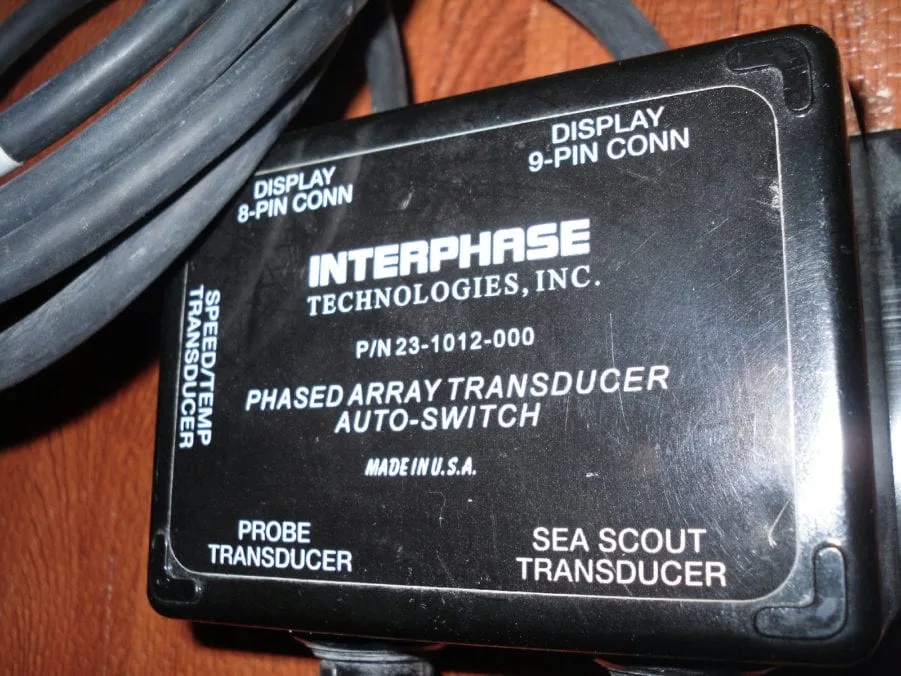 DISPLAY
8-PIN CONN
DISPLAY
9-PIN CONN
INTERPHASE
TECHNOLOGIES, INC.
P/N 23-1012-000
PHASED ARRAY TRANSDUCER
AUTO-SWITCH
MADE IN U.S.A.
SPEED/TEMP
TRANSDUCER
PROBE
TRANSDUCER
SEA SCOUT
TRANSDUCER